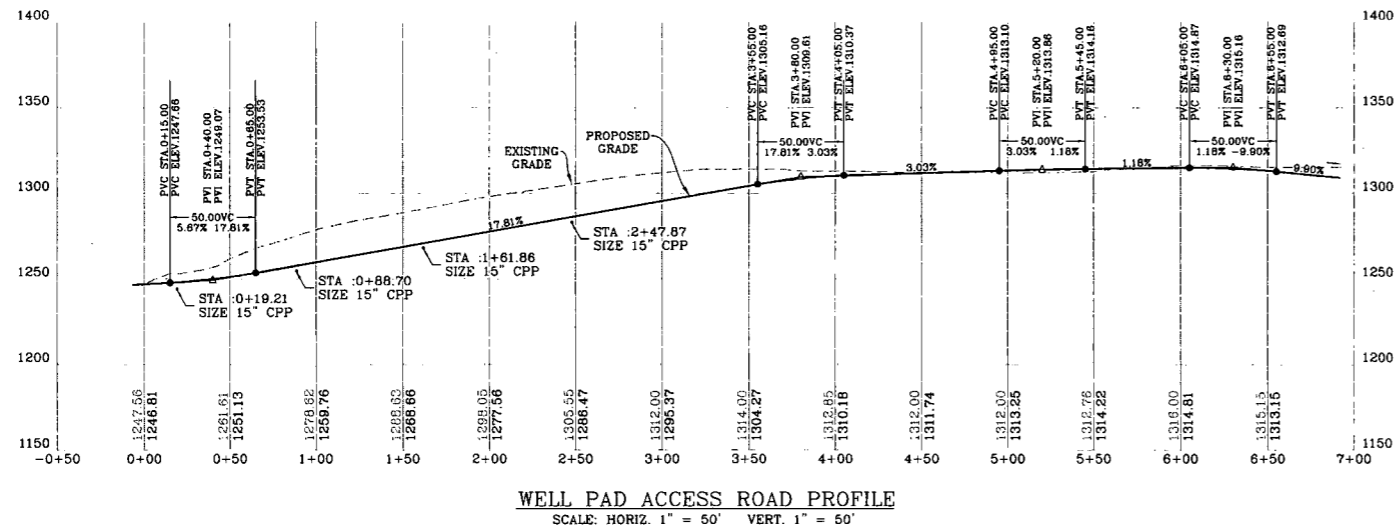 1400
1350
1300
1250
1200
1150
1400
1350
1300
1250
1200
1150
PVC STA.0+15.00
PVC ELEV.1247.66
PVI STA.0+40.00
PVI ELEV.1249.07
PVT STA.0+65.00
PVT ELEV.1253.53
50.00VC
5.67% 17.81%
PVC STA.3+55.00
PVC ELEV.1305.16
PVI STA.3+80.00
PVI ELEV.1309.61
PVT STA.4+05.00
PVT ELEV.1310.37
50.00VC
17.81% 3.03%
PVC STA.4+95.00
PVC ELEV.1313.10
PVI STA.5+20.00
PVI ELEV.1313.86
PVT STA.5+45.00
PVT ELEV.1314.16
50.00VC
3.03% 1.18%
PVC STA.6+05.00
PVC ELEV.1314.87
PVI STA.6+30.00
PVI ELEV.1315.16
PVT STA.6+55.00
PVT ELEV.1312.69
50.00VC
1.18% -9.90%
EXISTING
GRADE
PROPOSED
GRADE
17.81%
3.03%
1.18%
-9.90%
STA :0+19.21
SIZE 15" CPP
STA :0+88.70
SIZE 15" CPP
STA :1+61.86
SIZE 15" CPP
STA :2+47.87
SIZE 15" CPP
1247.56
1246.81
1261.61
1251.13
1278.82
1259.76
1288.63
1268.66
1298.05
1277.56
1305.55
1286.47
1312.00
1295.37
1314.00
1304.27
1312.85
1310.18
1312.00
1311.74
1312.00
1313.25
1312.76
1314.22
1316.00
1314.81
1315.15
1313.15
-0+50
0+00
0+50
1+00
1+50
2+00
2+50
3+00
3+50
4+00
4+50
5+00
5+50
6+00
6+50
7+00
WELL PAD ACCESS ROAD PROFILE
SCALE: HORIZ. 1" = 50' VERT. 1" = 50'